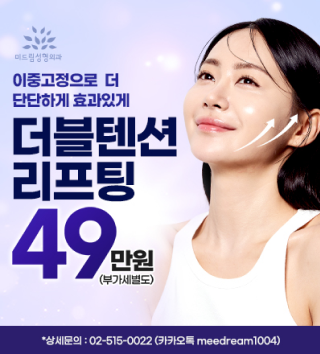 미드림성형외과
이중고정으로 더
단단하게 효과있게
더블텐션
리프팅
49만원
(부가세별도)
*상세문의 : 02-515-0022 (카카오톡 meedream1004)